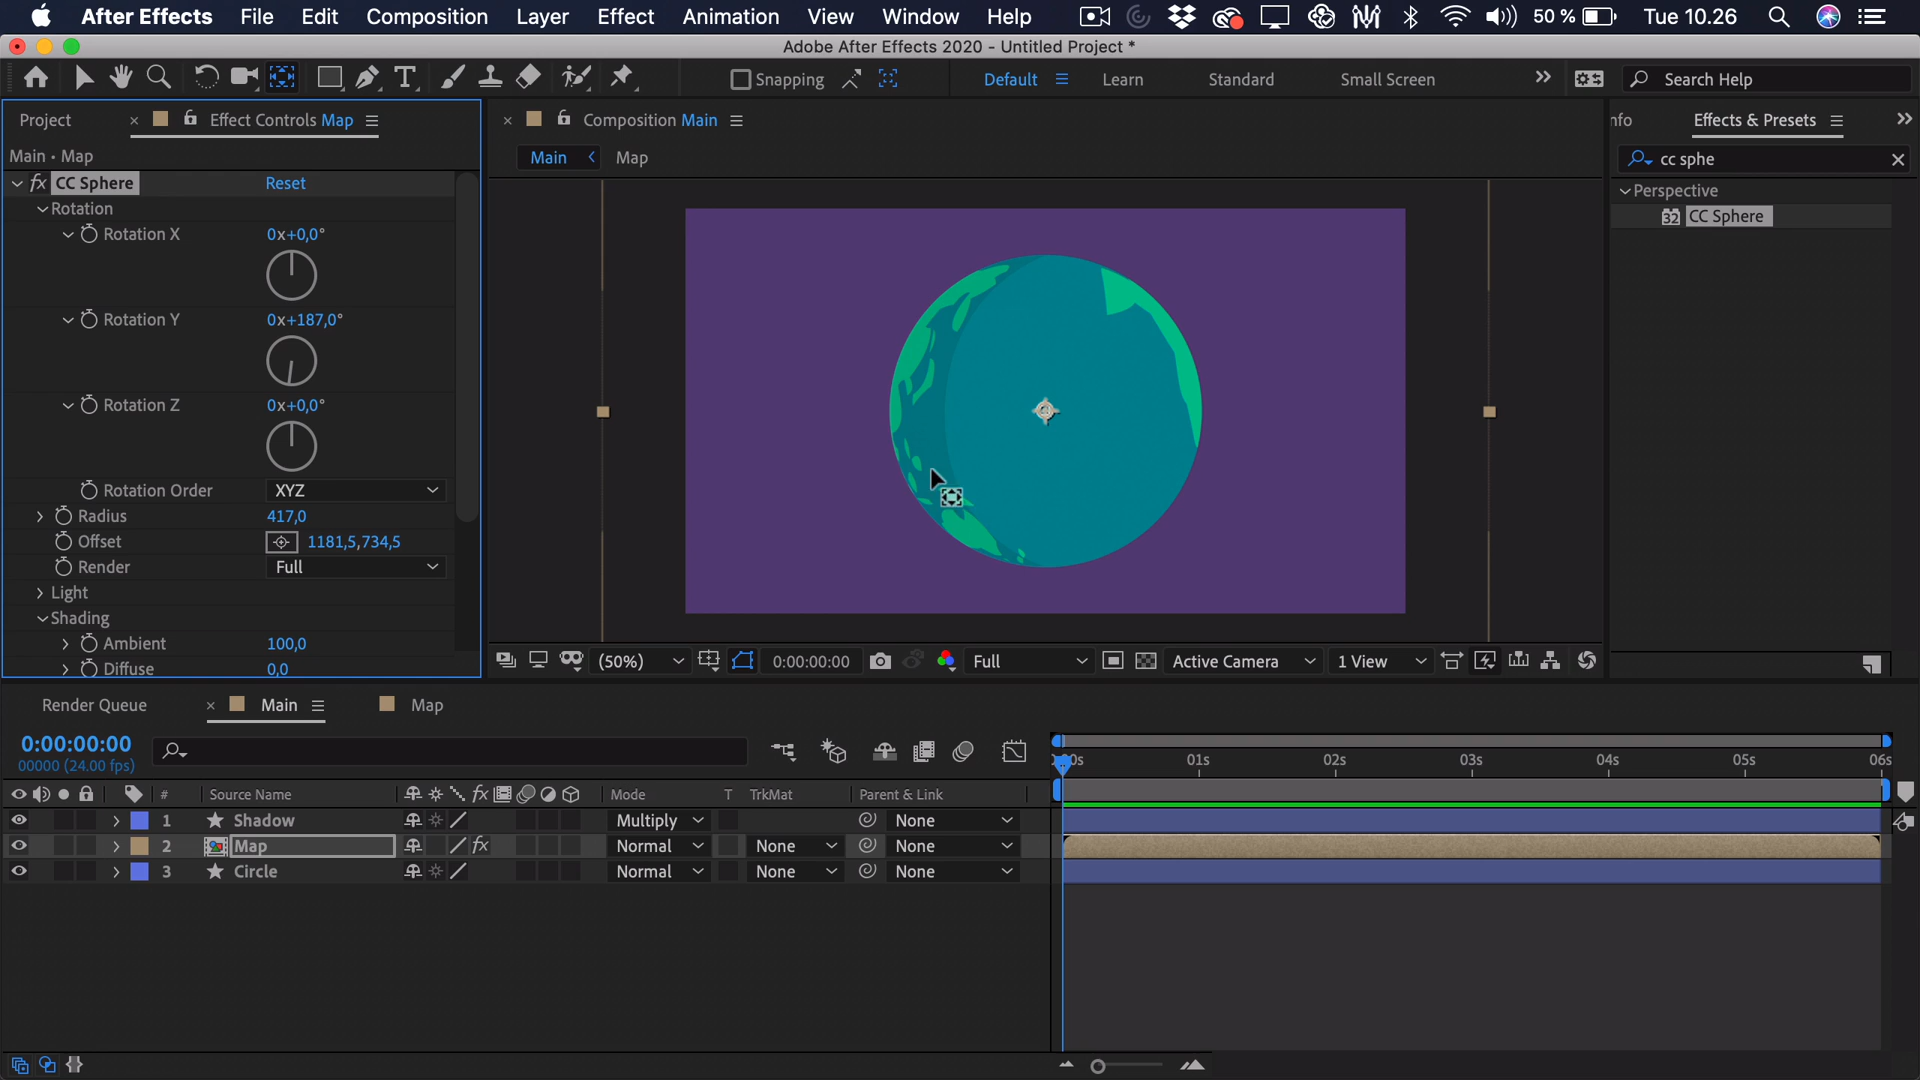 After Effects File Edit Composition Layer Effect Animation View Window Help 50 % Tue 10.26
Adobe After Effects 2020 - Untitled Project *
Snapping Default Learn Standard Small Screen Search Help
Project Effect Controls Map
Composition Main
nfo Effects & Presets
Main • Map
Main Map
cc sphe
fx CC Sphere Reset
Perspective
Rotation
32 CC Sphere
Rotation X 0x+0,0°
Rotation Y 0x+187,0°
Rotation Z 0x+0,0°
Rotation Order XYZ
Radius 417,0
Offset 1181,5,734,5
Render Full
Light
Shading
Ambient 100,0
Diffuse 0,0
(50%) 0:00:00:00 Full Active Camera 1 View
Render Queue Main Map
0:00:00:00
00000 (24.00 fps)
00s 01s 02s 03s 04s 05s 06s
# Source Name fx Mode T TrkMat Parent & Link
1 Shadow Multiply None
2 Map fx Normal None None
3 Circle Normal None None